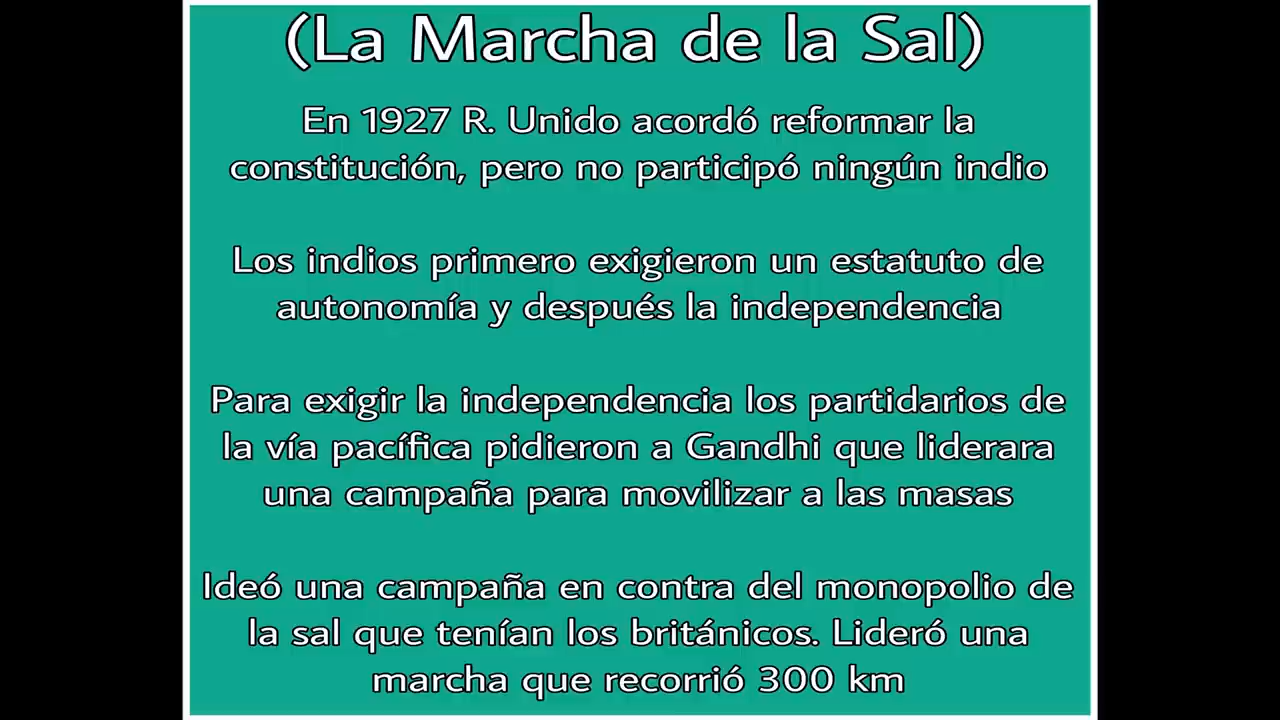 (La Marcha de la Sal)
En 1927 R. Unido acordó reformar la
constitución, pero no participó ningún indio
Los indios primero exigieron un estatuto de
autonomía y después la independencia
Para exigir la independencia los partidarios de
la vía pacífica pidieron a Gandhi que liderara
una campaña para movilizar a las masas
Ideó una campaña en contra del monopolio de
la sal que tenían los británicos. Lideró una
marcha que recorrió 300 km